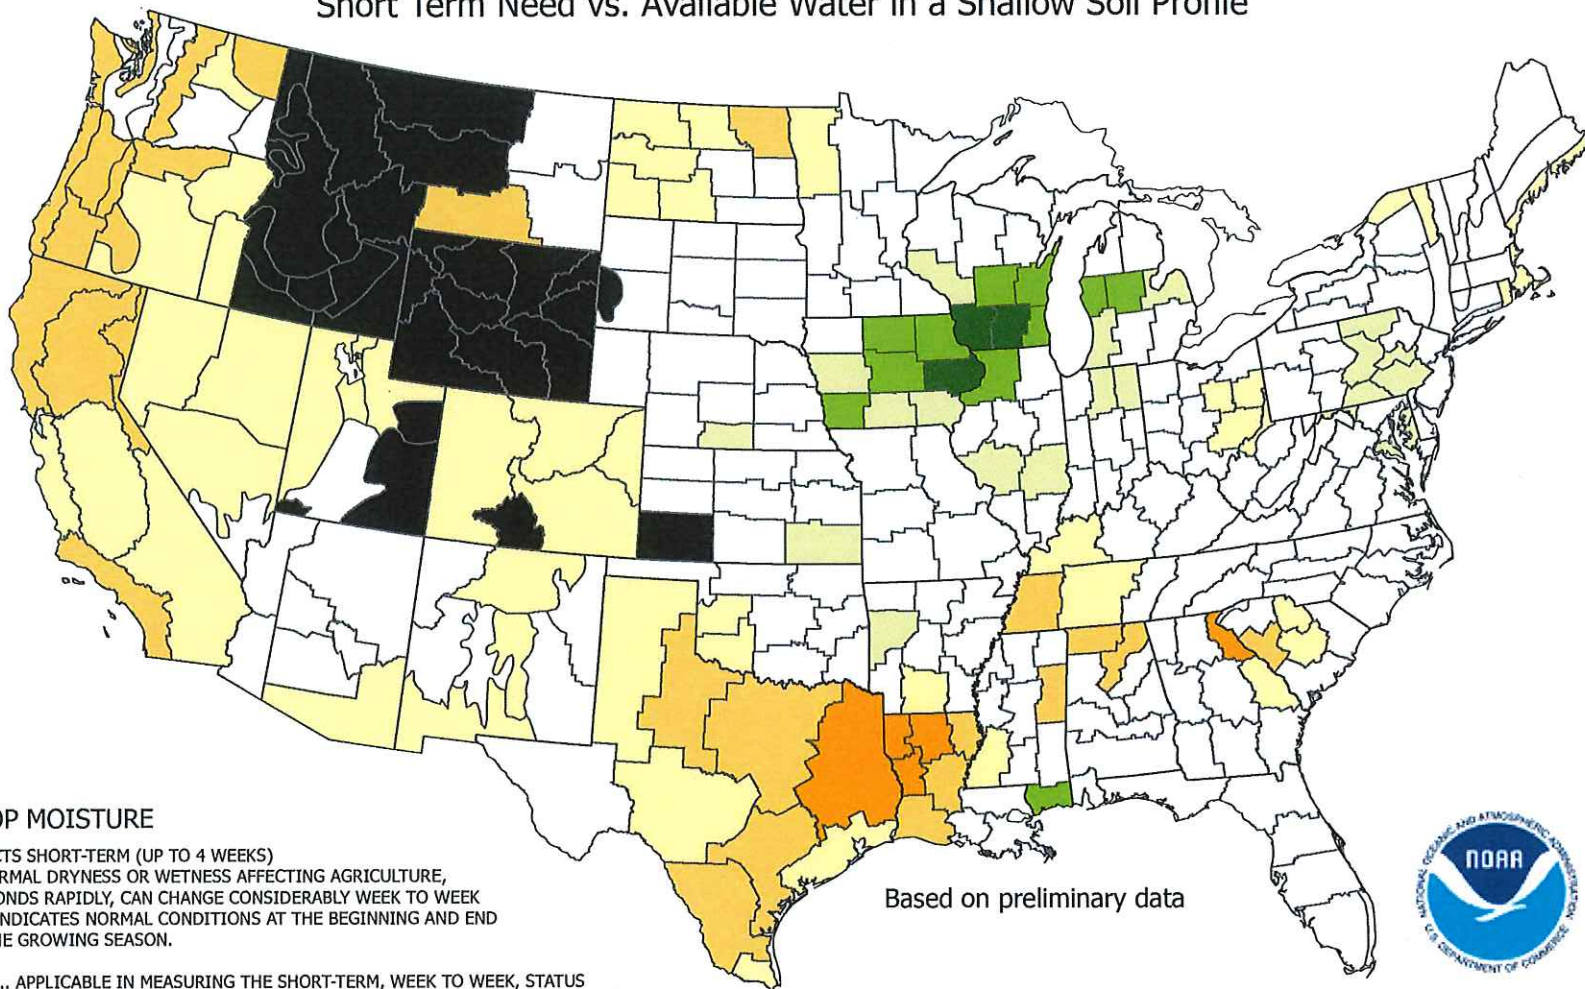 Short Term Need vs. Available Water in a Shallow Soil Profile
OP MOISTURE
CTS SHORT-TERM (UP TO 4 WEEKS)
RMAL DRYNESS OR WETNESS AFFECTING AGRICULTURE,
ONDS RAPIDLY, CAN CHANGE CONSIDERABLY WEEK TO WEEK
INDICATES NORMAL CONDITIONS AT THE BEGINNING AND END
HE GROWING SEASON.
... APPLICABLE IN MEASURING THE SHORT-TERM, WEEK TO WEEK, STATUS
Based on preliminary data
NATIONAL OCEANIC AND ATMOSPHERIC ADMINISTRATION
NOAA
U.S. DEPARTMENT OF COMMERCE